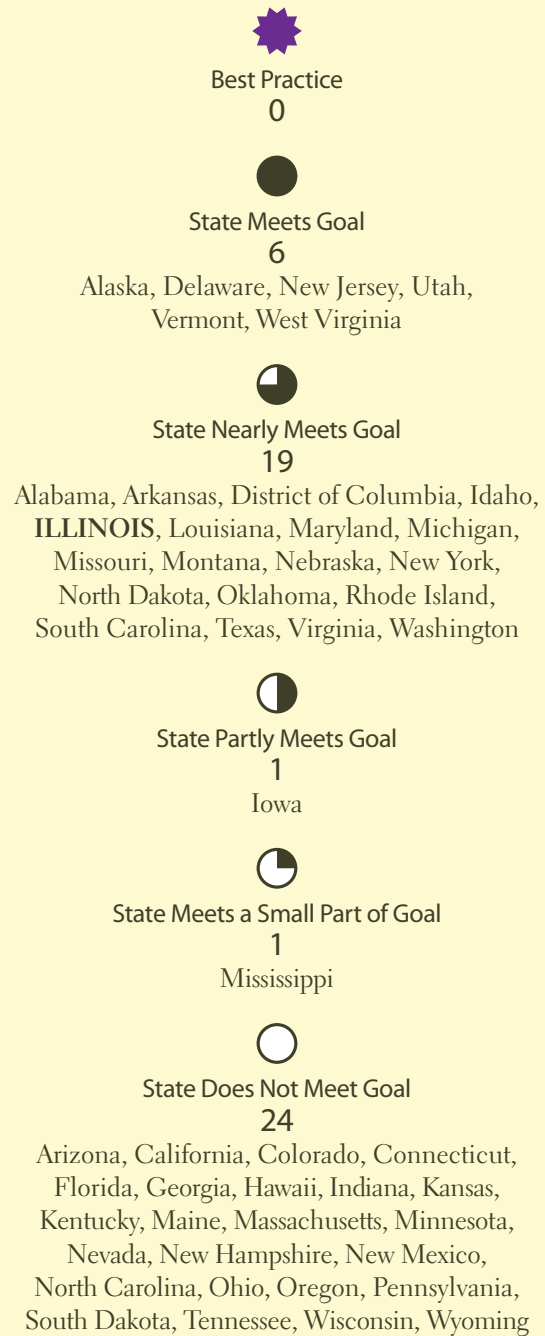 Best Practice
0
State Meets Goal
6
Alaska, Delaware, New Jersey, Utah,
Vermont, West Virginia
State Nearly Meets Goal
19
Alabama, Arkansas, District of Columbia, Idaho,
ILLINOIS, Louisiana, Maryland, Michigan,
Missouri, Montana, Nebraska, New York,
North Dakota, Oklahoma, Rhode Island,
South Carolina, Texas, Virginia, Washington
State Partly Meets Goal
1
Iowa
State Meets a Small Part of Goal
1
Mississippi
State Does Not Meet Goal
24
Arizona, California, Colorado, Connecticut,
Florida, Georgia, Hawaii, Indiana, Kansas,
Kentucky, Maine, Massachusetts, Minnesota,
Nevada, New Hampshire, New Mexico,
North Carolina, Ohio, Oregon, Pennsylvania,
South Dakota, Tennessee, Wisconsin, Wyoming